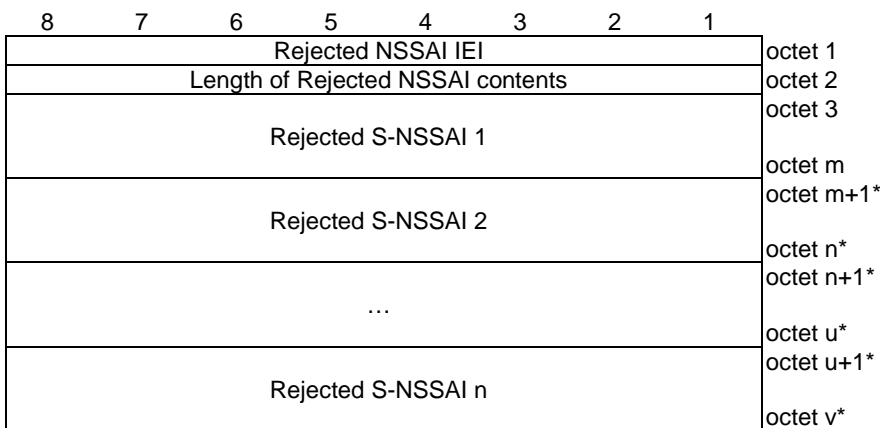 8 7 6 5 4 3 2 1
Rejected NSSAI IEI octet 1
Length of Rejected NSSAI contents octet 2
octet 3
Rejected S-NSSAI 1
octet m
octet m+1*
Rejected S-NSSAI 2
octet n*
octet n+1*
…
octet u*
octet u+1*
Rejected S-NSSAI n
octet v*